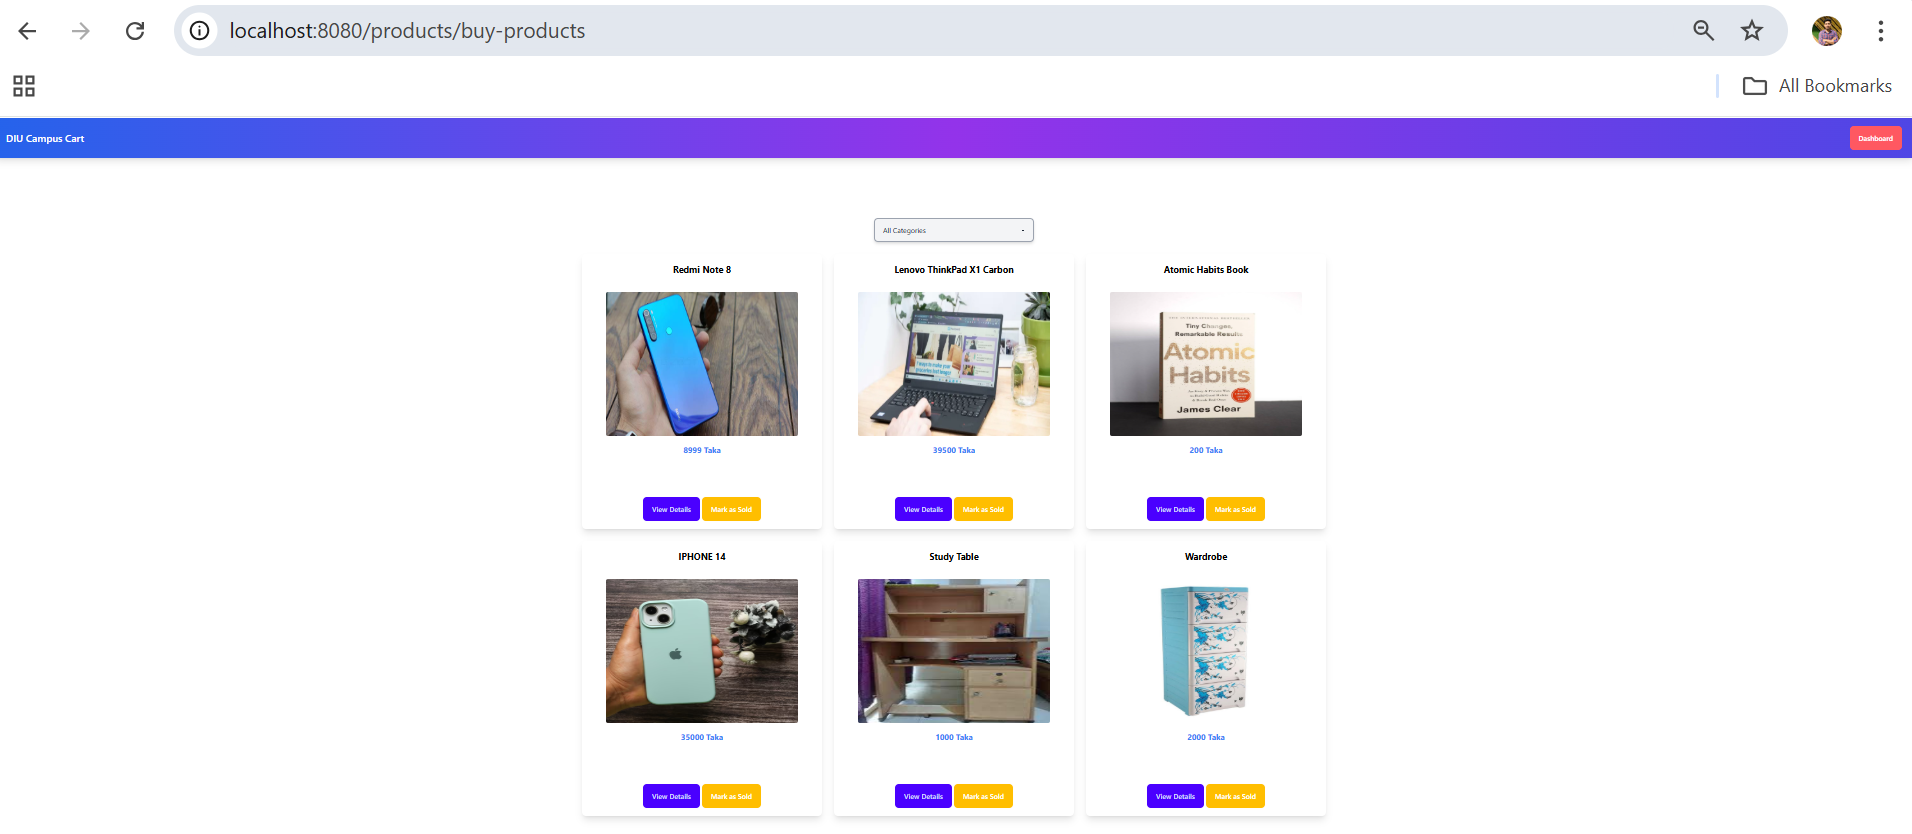 localhost:8080/products/buy-products
All Bookmarks
DIU Campus Cart
Dashboard
All Categories
Redmi Note 8
Lenovo ThinkPad X1 Carbon
Atomic Habits Book
Tiny Changes,
Remarkable Results
Atomic
Habits
James Clear
8999 Taka
39500 Taka
200 Taka
View Details Mark as Sold
View Details Mark as Sold
View Details Mark as Sold
IPHONE 14
Study Table
Wardrobe
35000 Taka
1000 Taka
2000 Taka
View Details Mark as Sold
View Details Mark as Sold
View Details Mark as Sold